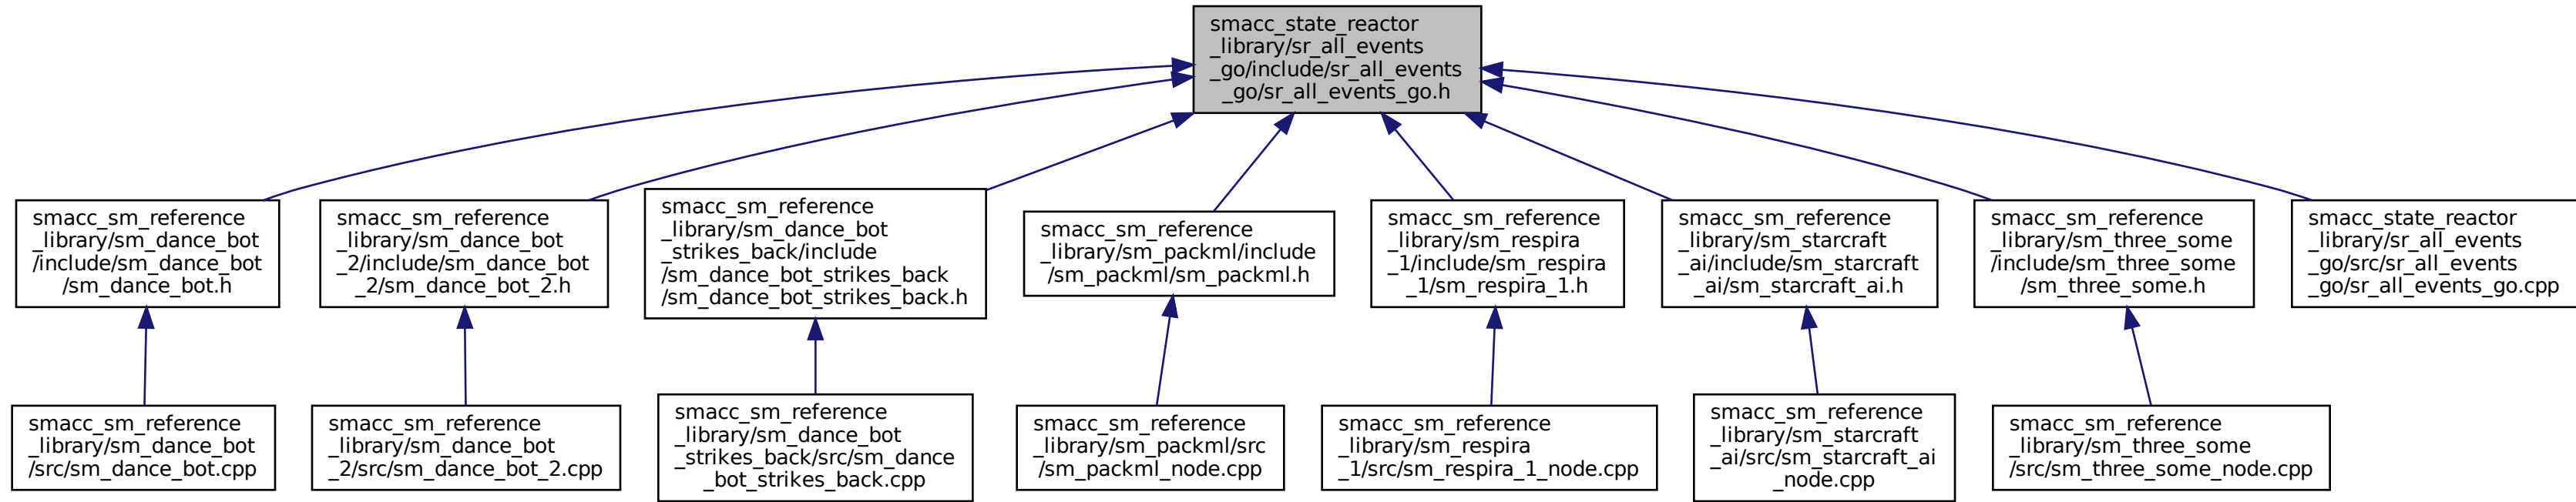 smacc_state_reactor
_library/sr_all_events
_go/include/sr_all_events
_go/sr_all_events_go.h
smacc_sm_reference
_library/sm_dance_bot
/include/sm_dance_bot
/sm_dance_bot.h
smacc_sm_reference
_library/sm_dance_bot
_2/include/sm_dance_bot
_2/sm_dance_bot_2.h
smacc_sm_reference
_library/sm_dance_bot
_strikes_back/include
/sm_dance_bot_strikes_back
/sm_dance_bot_strikes_back.h
smacc_sm_reference
_library/sm_packml/include
/sm_packml/sm_packml.h
smacc_sm_reference
_library/sm_respira
_1/include/sm_respira
_1/sm_respira_1.h
smacc_sm_reference
_library/sm_starcraft
_ai/include/sm_starcraft
_ai/sm_starcraft_ai.h
smacc_sm_reference
_library/sm_three_some
/include/sm_three_some
/sm_three_some.h
smacc_state_reactor
_library/sr_all_events
_go/src/sr_all_events
_go/sr_all_events_go.cpp
smacc_sm_reference
_library/sm_dance_bot
/src/sm_dance_bot.cpp
smacc_sm_reference
_library/sm_dance_bot
_2/src/sm_dance_bot_2.cpp
smacc_sm_reference
_library/sm_dance_bot
_strikes_back/src/sm_dance
_bot_strikes_back.cpp
smacc_sm_reference
_library/sm_packml/src
/sm_packml_node.cpp
smacc_sm_reference
_library/sm_respira
_1/src/sm_respira_1_node.cpp
smacc_sm_reference
_library/sm_starcraft
_ai/src/sm_starcraft_ai
_node.cpp
smacc_sm_reference
_library/sm_three_some
/src/sm_three_some_node.cpp